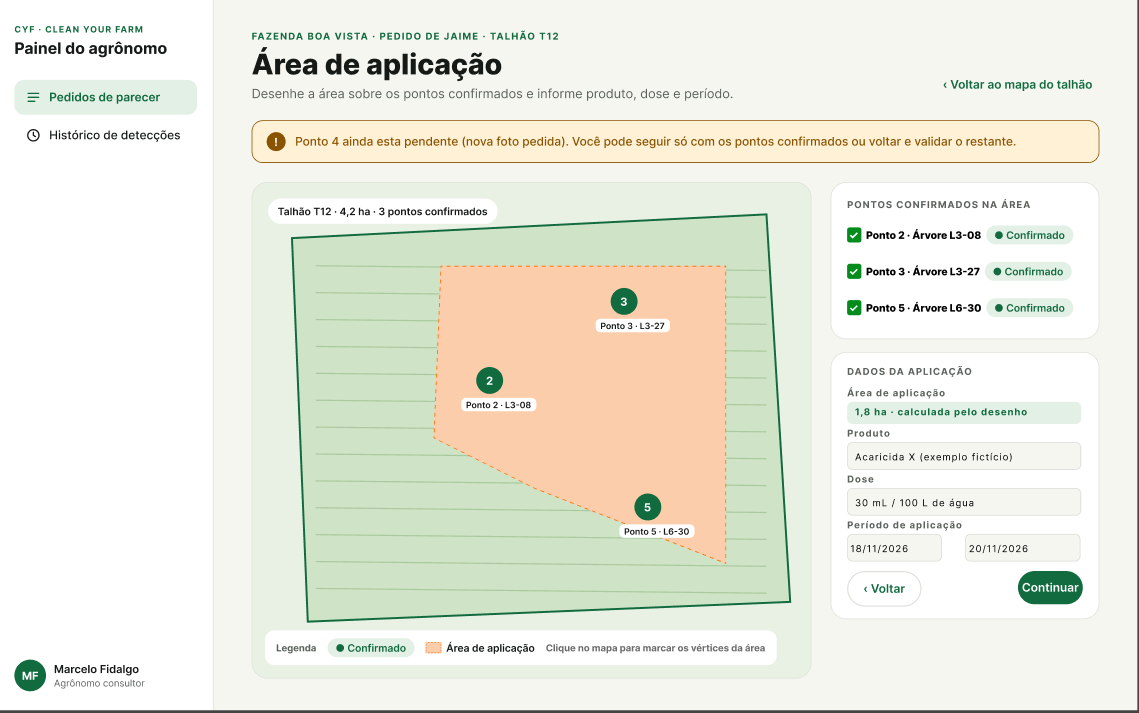 CYF · CLEAN YOUR FARM
Painel do agrônomo
Pedidos de parecer
Histórico de detecções
MF
Marcelo Fidalgo
Agrônomo consultor
FAZENDA BOA VISTA · PEDIDO DE JAIME · TALHÃO T12
Área de aplicação
Desenhe a área sobre os pontos confirmados e informe produto, dose e período.
‹ Voltar ao mapa do talhão
! Ponto 4 ainda esta pendente (nova foto pedida). Você pode seguir só com os pontos confirmados ou voltar e validar o restante.
Talhão T12 · 4,2 ha · 3 pontos confirmados
3
Ponto 3 · L3-27
2
Ponto 2 · L3-08
5
Ponto 5 · L6-30
Legenda
Confirmado
Área de aplicação
Clique no mapa para marcar os vértices da área
PONTOS CONFIRMADOS NA ÁREA
Ponto 2 · Árvore L3-08 Confirmado
Ponto 3 · Árvore L3-27 Confirmado
Ponto 5 · Árvore L6-30 Confirmado
DADOS DA APLICAÇÃO
Área de aplicação
1,8 ha · calculada pelo desenho
Produto
Acaricida X (exemplo fictício)
Dose
30 mL / 100 L de água
Período de aplicação
18/11/2026 20/11/2026
‹ Voltar
Continuar